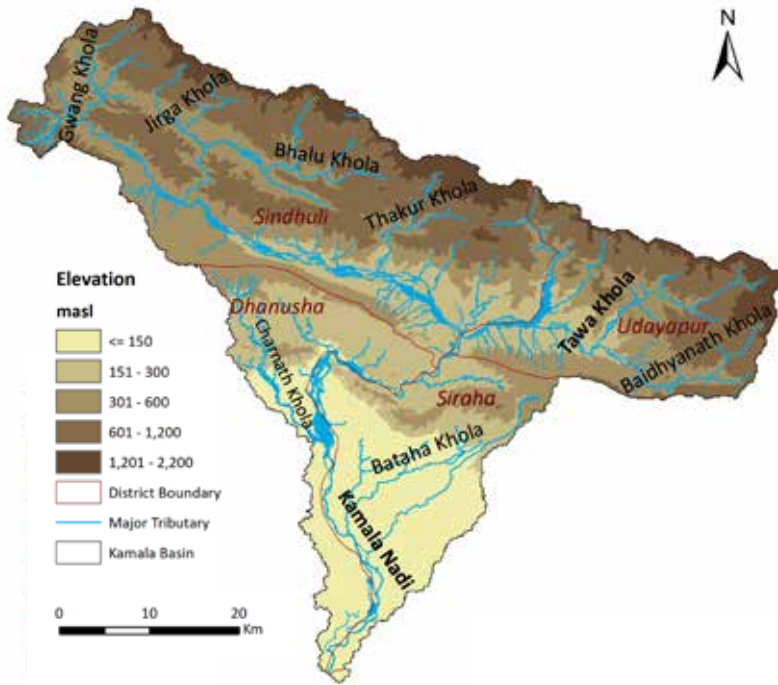 N
Gwang Khola
Jirga Khola
Bhalu Khola
Thakur Khola
Sindhuli
Dhanusha
Charnath Khola
Tawa Khola
Udayapur
Baidhyanath Khola
Siraha
Bataha Khola
Kamala Nadi
Elevation
masl
<= 150
151 - 300
301 - 600
601 - 1,200
1,201 - 2,200
District Boundary
Major Tributary
Kamala Basin
0 10 20
Km